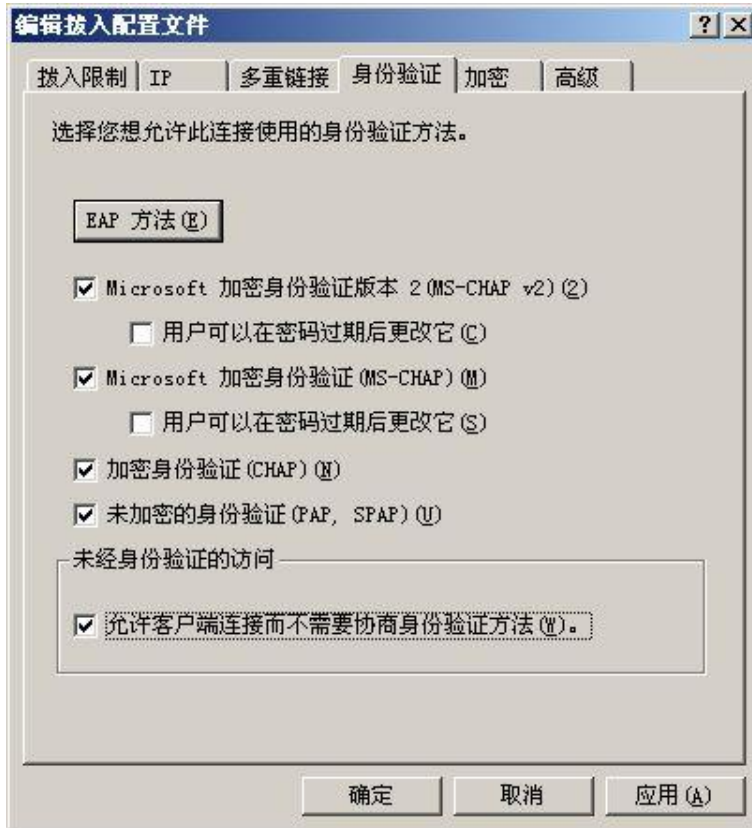 编辑拨入配置文件
拨入限制 IP 多重链接 身份验证 加密 高级
选择您想允许此连接使用的身份验证方法。
EAP 方法(E)
Microsoft 加密身份验证版本 2(MS-CHAP v2)(2)
用户可以在密码过期后更改它(C)
Microsoft 加密身份验证(MS-CHAP)(M)
用户可以在密码过期后更改它(S)
加密身份验证(CHAP)(N)
未加密的身份验证(PAP, SPAP)(U)
未经身份验证的访问
允许客户端连接而不需要协商身份验证方法(W)。
确定 取消 应用(A)